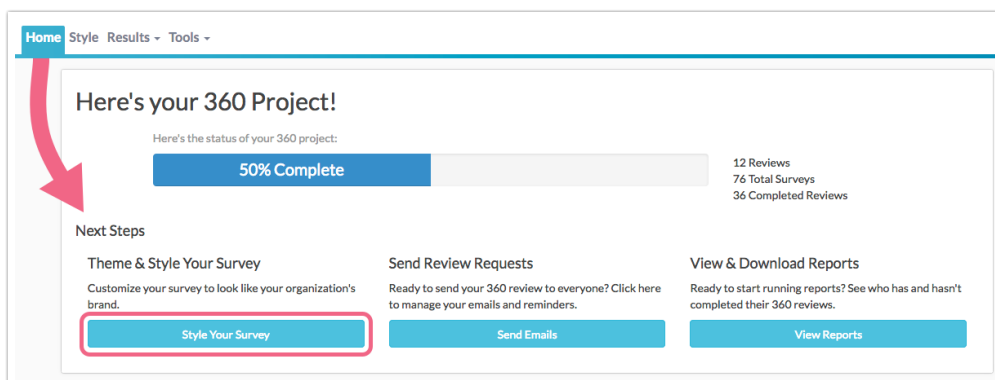 Home Style Results Tools
Here's your 360 Project!
Here's the status of your 360 project:
50% Complete
12 Reviews
76 Total Surveys
36 Completed Reviews
Next Steps
Theme & Style Your Survey
Customize your survey to look like your organization's
brand.
Style Your Survey
Send Review Requests
Ready to send your 360 review to everyone? Click here
to manage your emails and reminders.
Send Emails
View & Download Reports
Ready to start running reports? See who has and hasn't
completed their 360 reviews.
View Reports